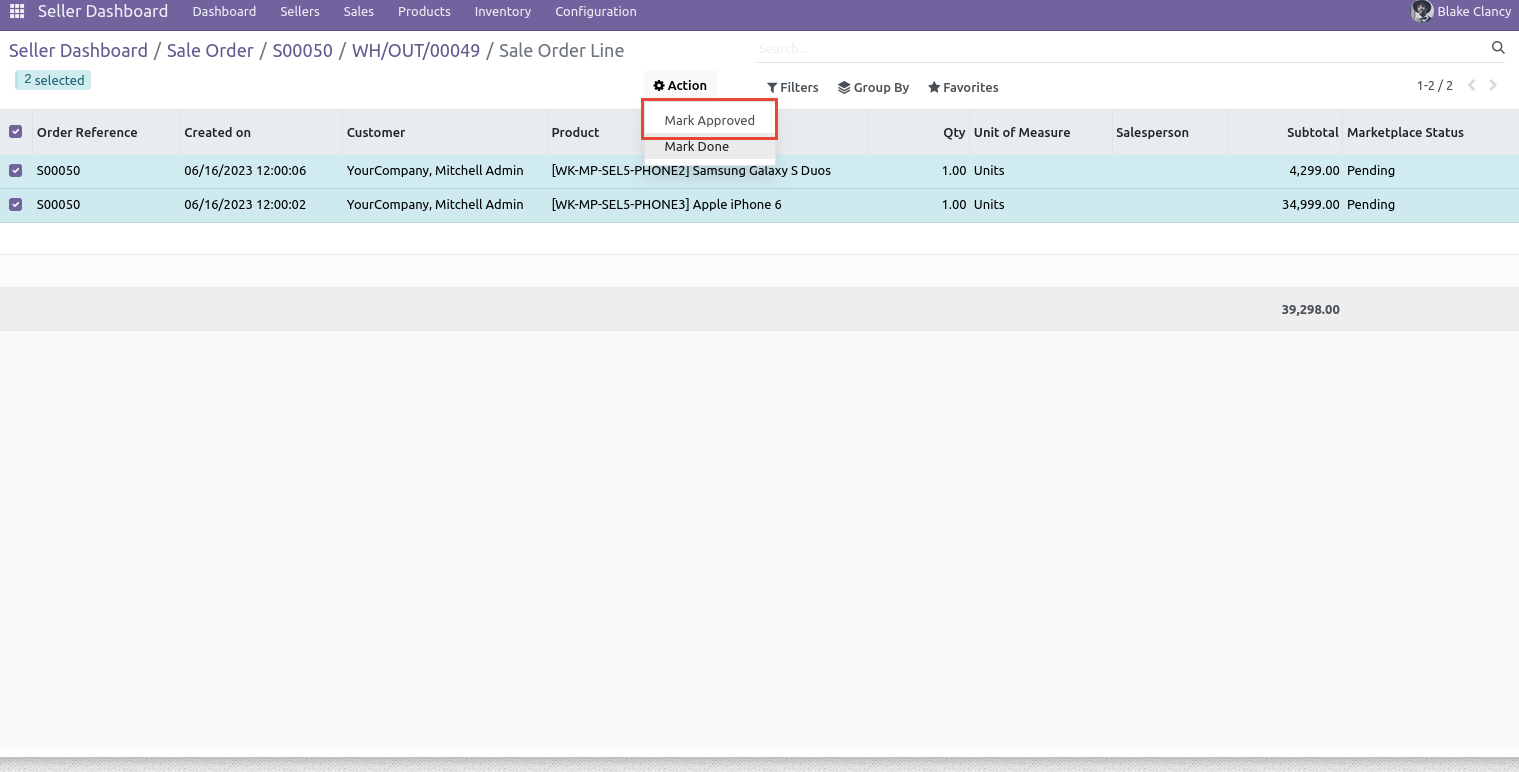 Seller Dashboard Dashboard Sellers Sales Products Inventory Configuration Blake Clancy
Seller Dashboard / Sale Order / S00050 / WH/OUT/00049 / Sale Order Line
Search...
2 selected
Action Filters Group By Favorites 1-2 / 2
Mark Approved
Mark Done
Order Reference Created on Customer Product Qty Unit of Measure Salesperson Subtotal Marketplace Status
S00050 06/16/2023 12:00:06 YourCompany, Mitchell Admin [WK-MP-SEL5-PHONE2] Samsung Galaxy S Duos 1.00 Units 4,299.00 Pending
S00050 06/16/2023 12:00:02 YourCompany, Mitchell Admin [WK-MP-SEL5-PHONE3] Apple iPhone 6 1.00 Units 34,999.00 Pending
39,298.00